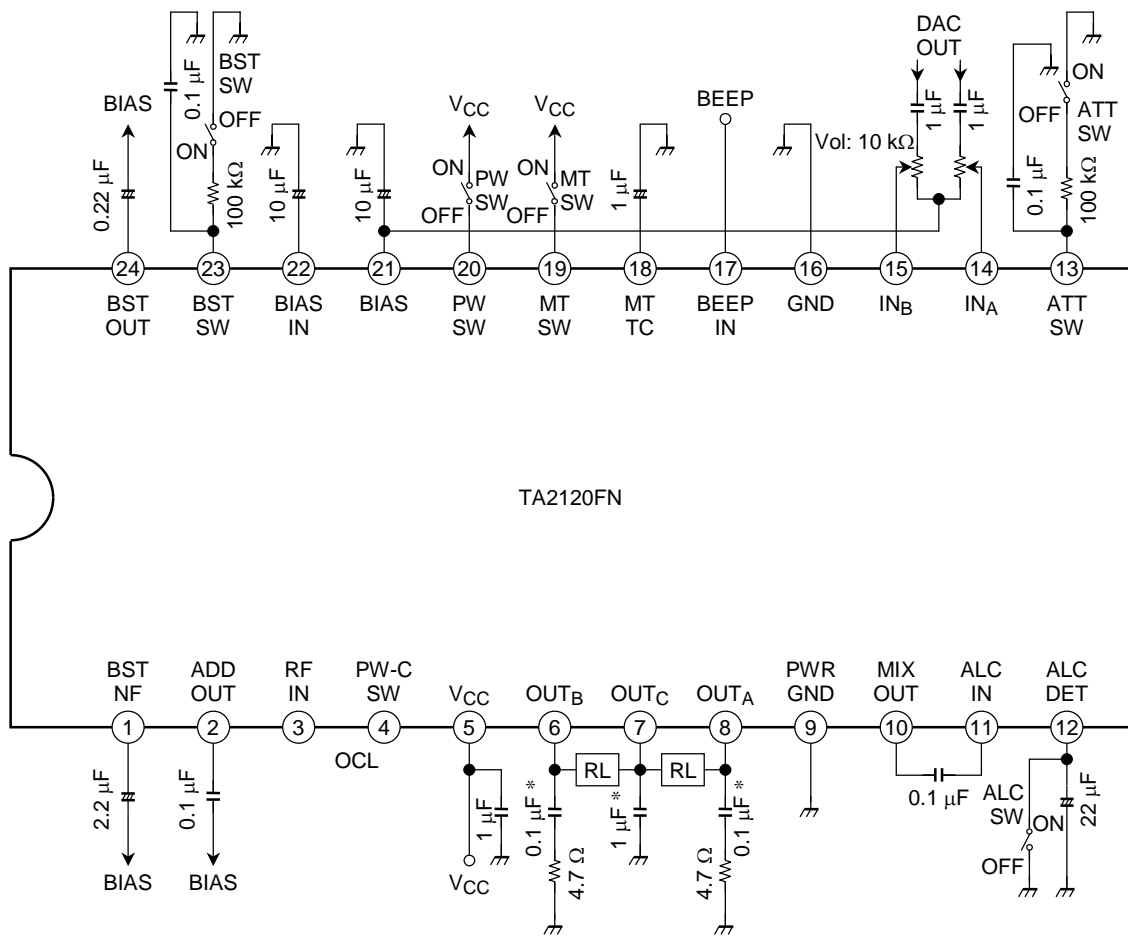 DAC
OUT
BST
SW
ON
ATT
SW
OFF
0.1 µF
BIAS
OFF
ON
0.22 µF
100 kΩ
10 µF
10 µF
VCC
ON
PW
SW
OFF
VCC
ON
MT
SW
OFF
1 µF
BEEP
Vol: 10 kΩ
1 µF
1 µF
0.1 µF
100 kΩ
24 23 22 21 20 19 18 17 16 15 14 13
BST
OUT
BST
SW
BIAS
IN
BIAS
PW
SW
MT
SW
MT
TC
BEEP
IN
GND
INB
INA
ATT
SW
TA2120FN
BST
NF
ADD
OUT
RF
IN
PW-C
SW
VCC
OUTB
OUTC
OUTA
PWR
GND
MIX
OUT
ALC
IN
ALC
DET
1 2 3 4 5 6 7 8 9 10 11 12
OCL
RL
RL
2.2 µF
0.1 µF
1 µF
0.1 µF*
1 µF*
0.1 µF*
0.1 µF
ALC
SW
ON
OFF
22 µF
4.7 Ω
4.7 Ω
BIAS
BIAS
VCC